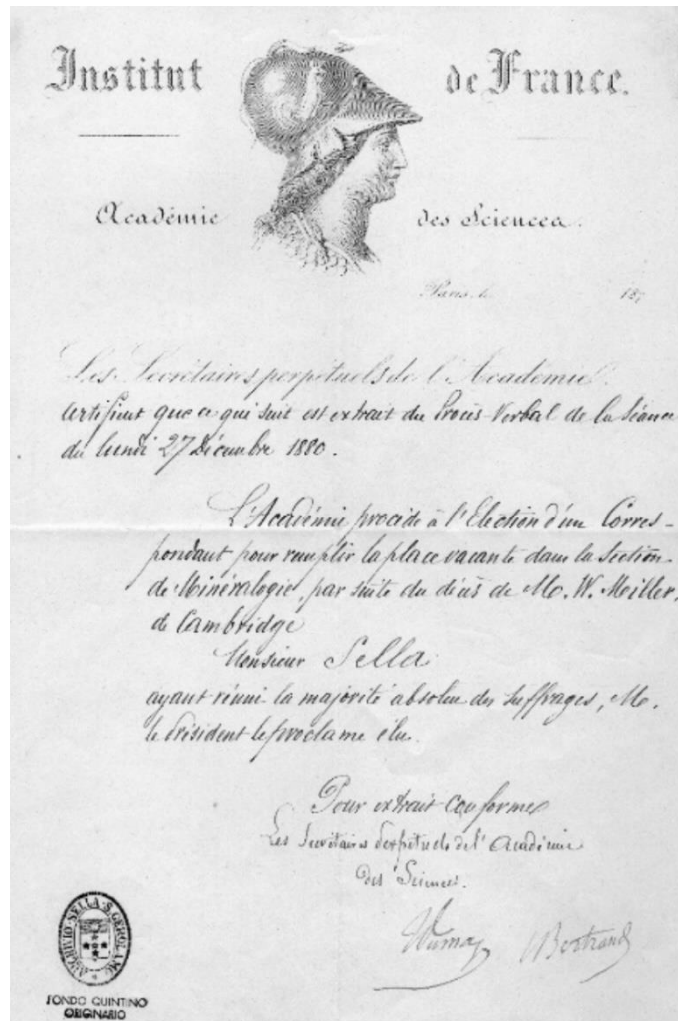 Institut de France.
Académie des Sciences.
Paris, le 187
Les Secrétaires perpétuels de l'Académie
certifient que ce qui suit est extrait du Procès-Verbal de la Séance
du lundi 27 Décembre 1880.
L'Académie procède à l'Election d'un Corres-
pondant pour remplir la place vacante dans la Section
de Minéralogie, par suite du décès de M. W. Miller,
de Cambridge
Monsieur Sella
ayant réuni la majorité absolue des suffrages, M.
le Président le proclame élu.
Pour extrait conforme
Les Secrétaires Perpétuels de l'Académie
des Sciences.
Dumas Bertrand
ARCHIVIO·SELLA·S.GEROLAMO
FONDO QUINTINO
ORIGINARIO